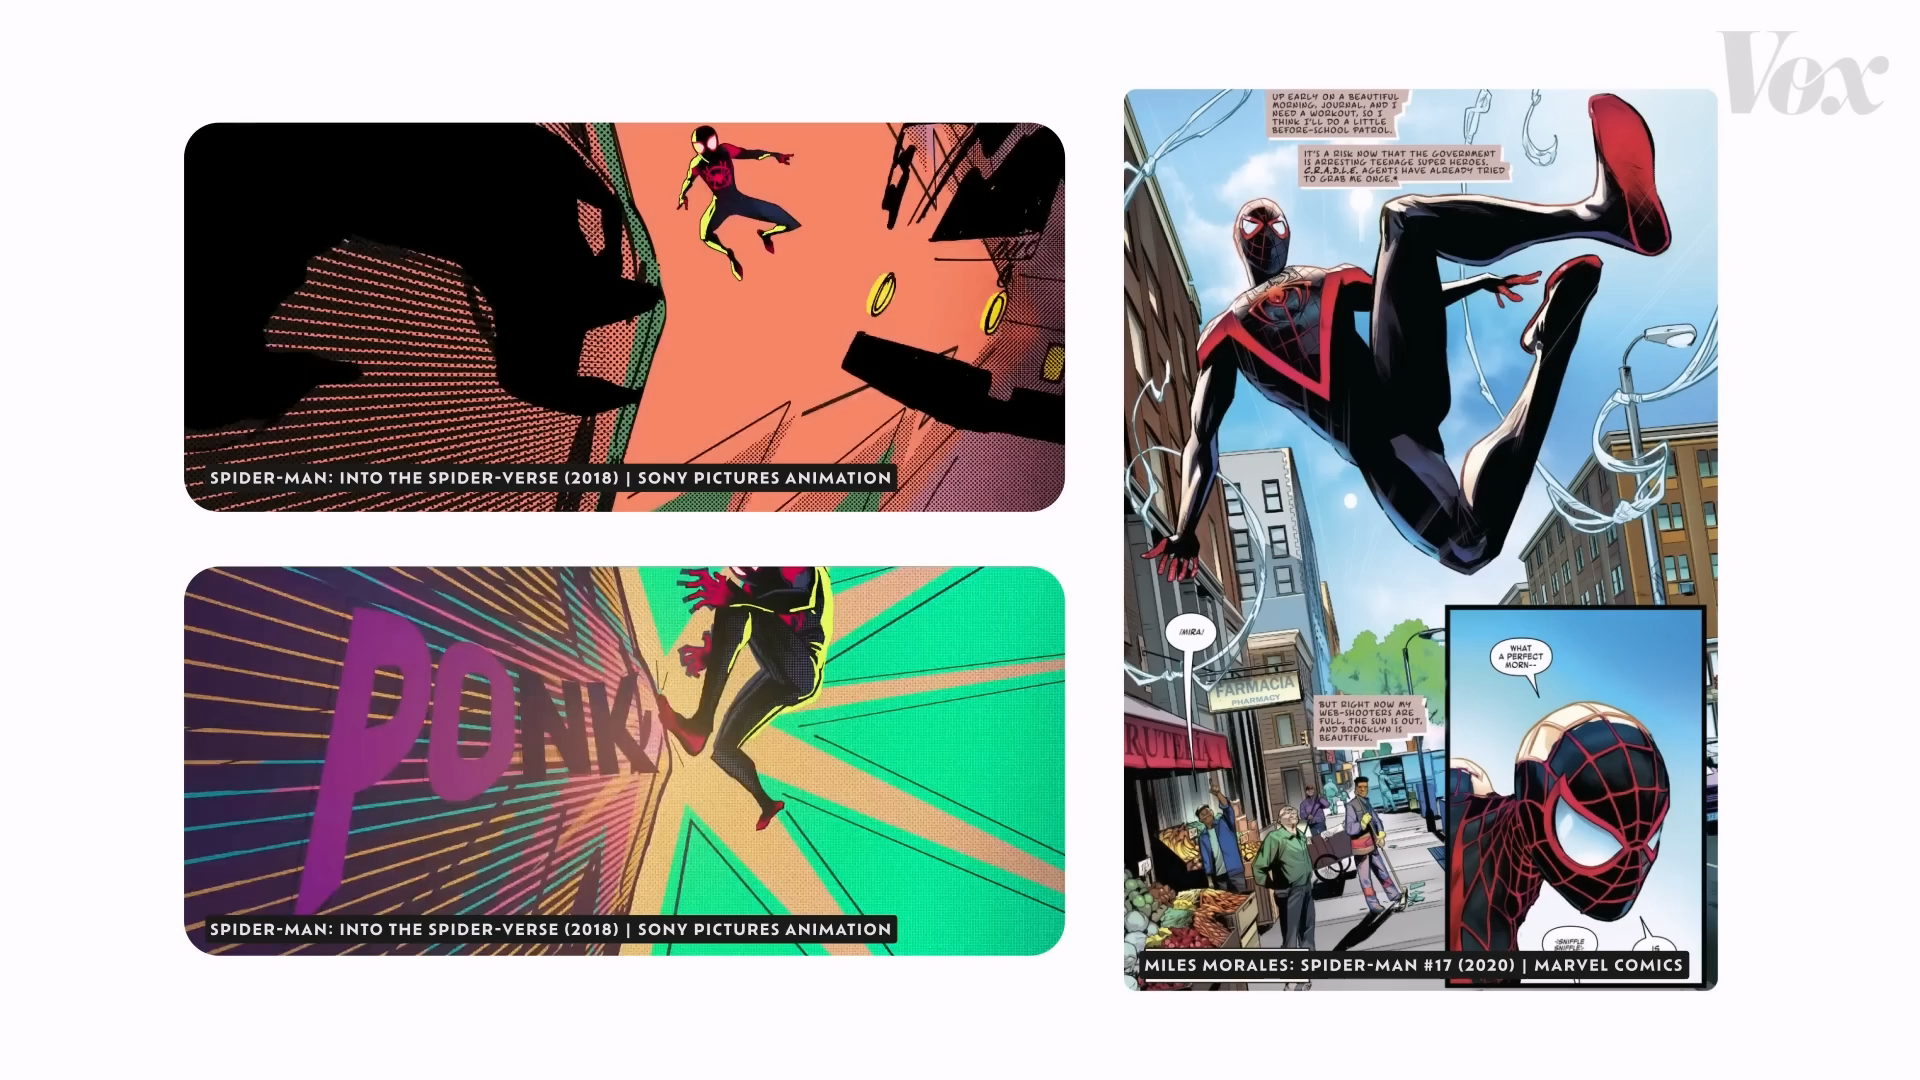 Vox
SPIDER-MAN: INTO THE SPIDER-VERSE (2018) | SONY PICTURES ANIMATION
PONK
SPIDER-MAN: INTO THE SPIDER-VERSE (2018) | SONY PICTURES ANIMATION
UP EARLY ON A BEAUTIFUL
MORNING, JOURNAL, AND I
NEED A WORKOUT, SO I
THINK I'LL DO A LITTLE
BEFORE-SCHOOL PATROL.
IT'S A RISK NOW THAT THE GOVERNMENT
IS ARRESTING TEENAGE SUPER HEROES.
C.R.A.D.L.E. AGENTS HAVE ALREADY TRIED
TO GRAB ME ONCE.*
¡MIRA!
FARMACIA
PHARMACY
BUT RIGHT NOW MY
WEB-SHOOTERS ARE
FULL, THE SUN IS OUT,
AND BROOKLYN IS
BEAUTIFUL.
RUTERIA
WHAT
A PERFECT
MORN--
<SNIFFLE
SNIFFLE>
IS
MILES MORALES: SPIDER-MAN #17 (2020) | MARVEL COMICS